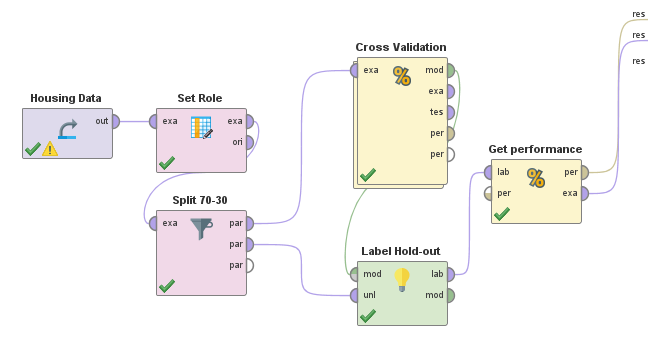 res
res
res
Cross Validation
exa
mod
exa
tes
per
per
Housing Data
out
Set Role
exa
exa
ori
Get performance
lab
per
per
exa
Split 70-30
exa
par
par
par
Label Hold-out
mod
lab
unl
mod